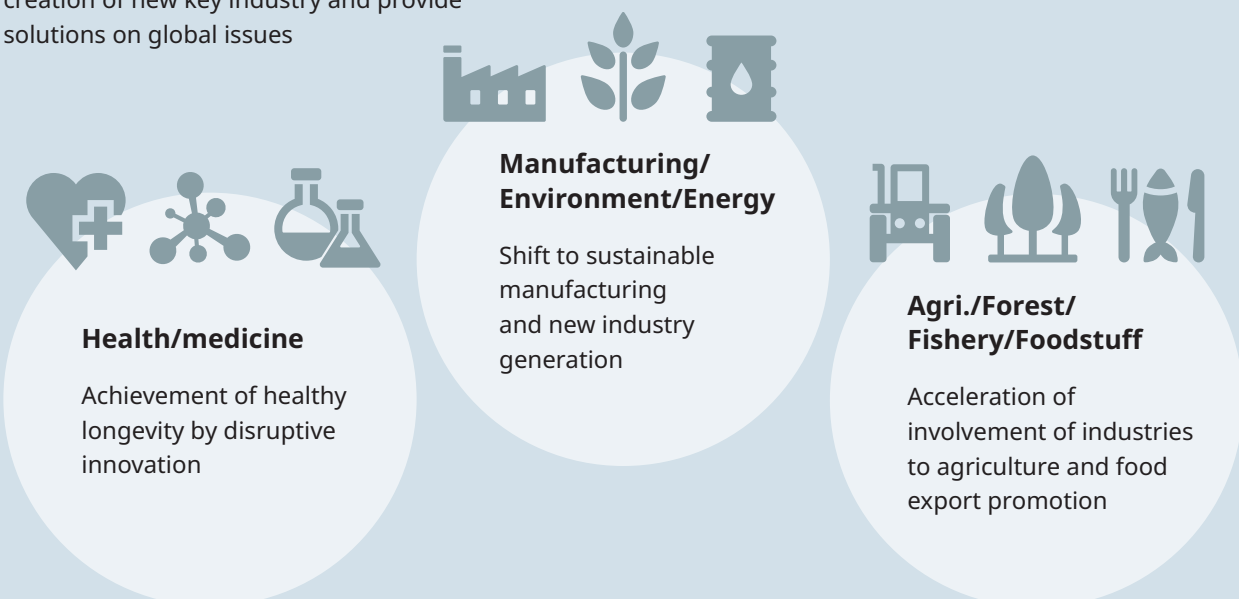 creation of new key industry and provide
solutions on global issues
Manufacturing/
Environment/Energy
Shift to sustainable
manufacturing
and new industry
generation
Health/medicine
Achievement of healthy
longevity by disruptive
innovation
Agri./Forest/
Fishery/Foodstuff
Acceleration of
involvement of industries
to agriculture and food
export promotion